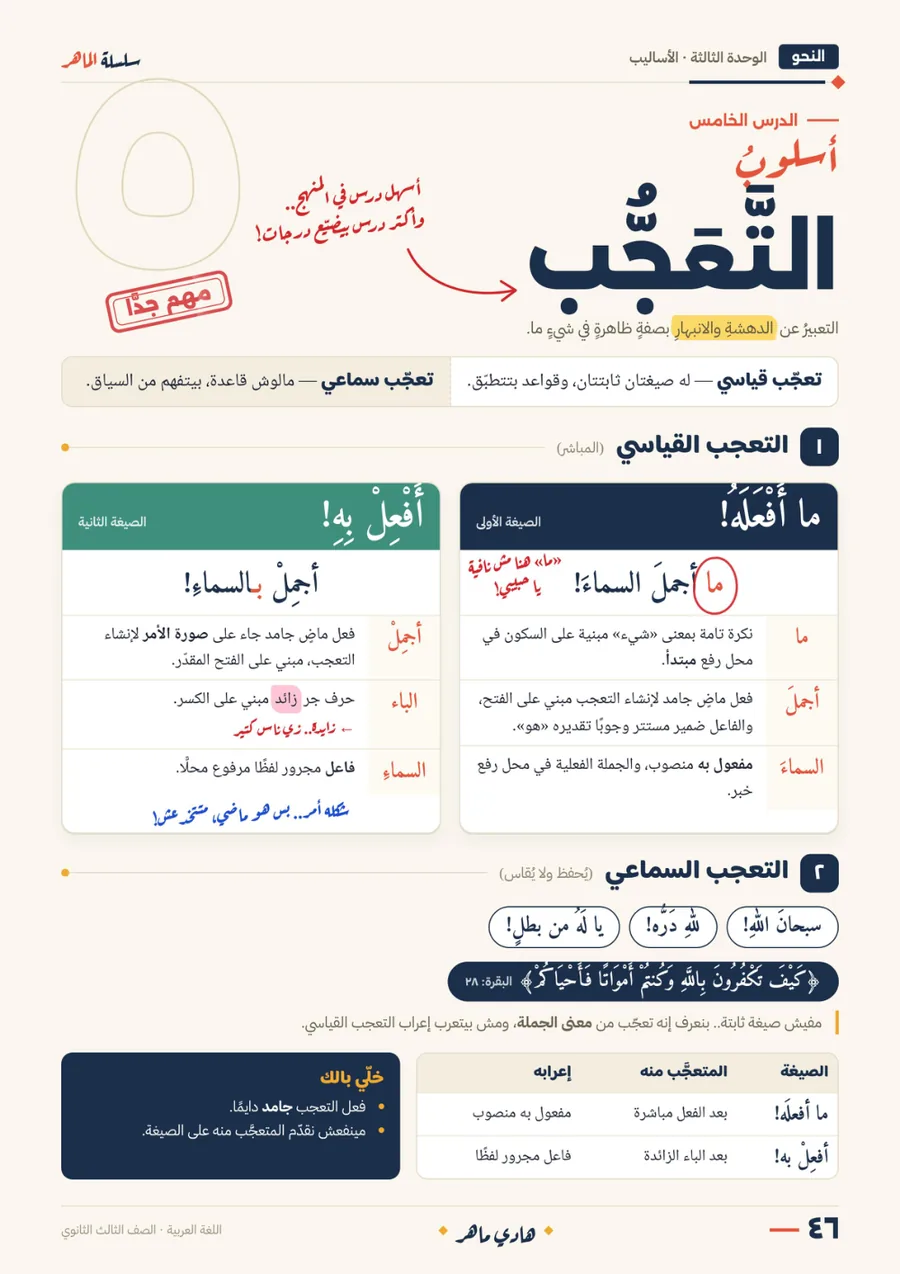 النحو الوحدة الثالثة · الأساليب
سلسلة الماهر
الدرس الخامس
أسلوبُ
التَّعَجُّب
٥
أسهل درس في المنهج..
وأكتر درس بيضيّع درجات!
مهم جدًّا
التعبيرُ عن الدهشةِ والانبهارِ بصفةٍ ظاهرةٍ في شيءٍ ما.
تعجّب قياسي — له صيغتان ثابتتان، وقواعد بتتطبّق.
تعجّب سماعي — مالوش قاعدة، بيتفهم من السياق.
١ التعجب القياسي (المباشر)
ما أَفْعَلَهُ! الصيغة الأولى
ما أجملَ السماءَ!
«ما» هنا مش نافية
يا حبيبي!
ما
نكرة تامة بمعنى «شيء» مبنية على السكون في
محل رفع مبتدأ.
أجملَ
فعل ماضٍ جامد لإنشاء التعجب مبني على الفتح،
والفاعل ضمير مستتر وجوبًا تقديره «هو».
السماءَ
مفعول به منصوب، والجملة الفعلية في محل رفع
خبر.
أَفْعِلْ بِهِ! الصيغة الثانية
أجمِلْ بـالسماءِ!
أجمِلْ
فعل ماضٍ جامد جاء على صورة الأمر لإنشاء
التعجب، مبني على الفتح المقدّر.
الباء
حرف جر زائد مبني على الكسر.
← زايدة.. زي ناس كتير
السماءِ
فاعل مجرور لفظًا مرفوع محلًّا.
شكله أمر.. بس هو ماضي، متتخدعش!
٢ التعجب السماعي (يُحفظ ولا يُقاس)
سبحانَ اللهِ!
للهِ دَرُّه!
يا لَهُ من بطلٍ!
﴿كَيْفَ تَكْفُرُونَ بِاللَّهِ وَكُنتُمْ أَمْوَاتًا فَأَحْيَاكُمْ﴾ البقرة: ٢٨
مفيش صيغة ثابتة.. بنعرف إنه تعجّب من معنى الجملة، ومش بيتعرب إعراب التعجب القياسي.
الصيغة المتعجَّب منه إعرابه
ما أفعلَه! بعد الفعل مباشرة مفعول به منصوب
أفعِلْ به! بعد الباء الزائدة فاعل مجرور لفظًا
خلّي بالك
• فعل التعجب جامد دايمًا.
• مينفعش نقدّم المتعجَّب منه على الصيغة.
٤٦
هادي ماهر
اللغة العربية · الصف الثالث الثانوي